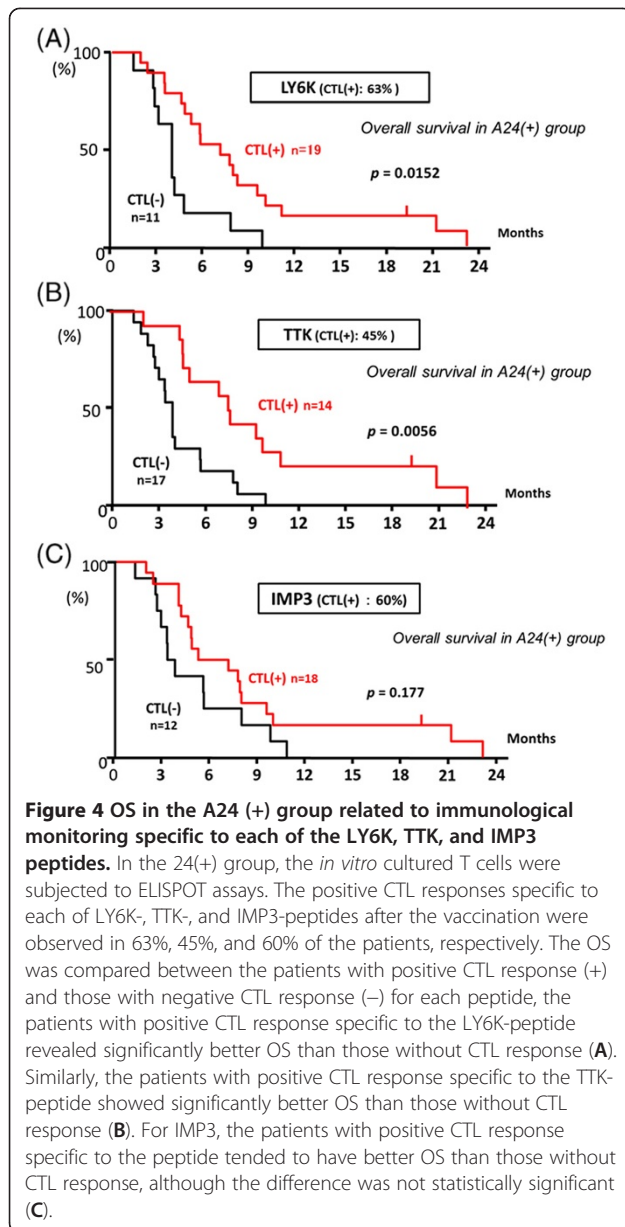 (A)
100
(%)
LY6K (CTL(+): 63%)
Overall survival in A24(+) group
CTL(+) n=19
50
p = 0.0152
CTL(-)
n=11
Months
0
0 3 6 9 12 15 18 21 24
(B)
100
(%)
TTK (CTL(+): 45% )
Overall survival in A24(+) group
CTL(+) n=14
50
p = 0.0056
CTL(-)
n=17
Months
0
0 3 6 9 12 15 18 21 24
(C)
100
(%)
IMP3 (CTL(+) : 60%)
Overall survival in A24(+) group
50
CTL(+) n=18
p = 0.177
CTL(-)
n=12
Months
0
0 3 6 9 12 15 18 21 24
Figure 4 OS in the A24 (+) group related to immunological
monitoring specific to each of the LY6K, TTK, and IMP3
peptides. In the 24(+) group, the in vitro cultured T cells were
subjected to ELISPOT assays. The positive CTL responses specific to
each of LY6K-, TTK-, and IMP3-peptides after the vaccination were
observed in 63%, 45%, and 60% of the patients, respectively. The OS
was compared between the patients with positive CTL response (+)
and those with negative CTL response (−) for each peptide, the
patients with positive CTL response specific to the LY6K-peptide
revealed significantly better OS than those without CTL response (A).
Similarly, the patients with positive CTL response specific to the TTK-
peptide showed significantly better OS than those without CTL
response (B). For IMP3, the patients with positive CTL response
specific to the peptide tended to have better OS than those without
CTL response, although the difference was not statistically significant
(C).